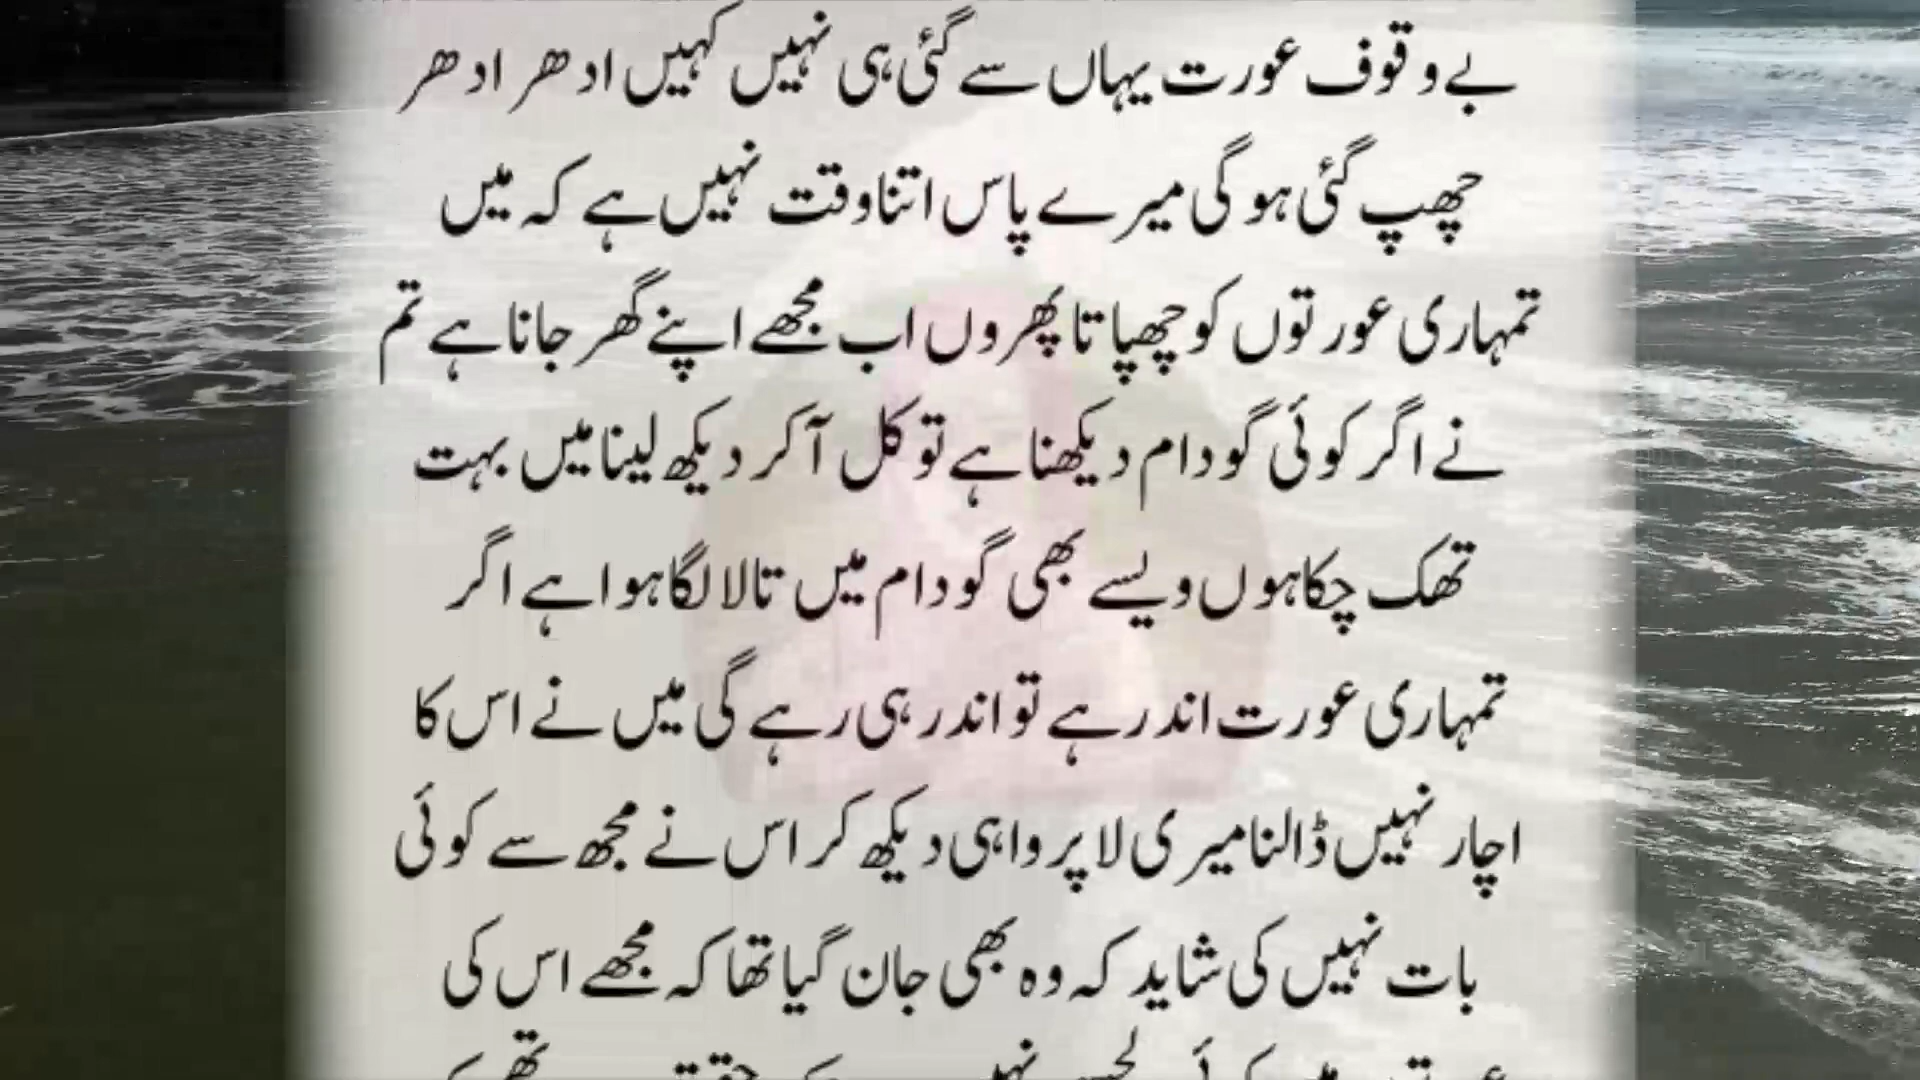 بے وقوف عورت یہاں سے گئی ہی نہیں کہیں ادھر ادھر
چھپ گئی ہو گی میرے پاس اتنا وقت نہیں ہے کہ میں
تمہاری عورتوں کو چھپاتا پھروں اب مجھے اپنے گھر جانا ہے تم
نے اگر کوئی گودام دیکھنا ہے تو کل آکر دیکھ لینا میں بہت
تھک چکا ہوں ویسے بھی گودام میں تالا لگا ہوا ہے اگر
تمہاری عورت اندر ہے تو اندر ہی رہے گی میں نے اس کا
اچار نہیں ڈالنا میری لاپرواہی دیکھ کر اس نے مجھ سے کوئی
بات نہیں کی شاید کہ وہ بھی جان گیا تھا کہ مجھے اس کی